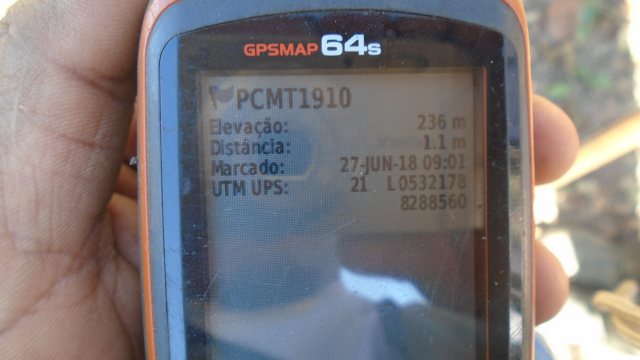 GPSMAP 64s
PCMT1910
Elevação: 236 m
Distância: 1.1 m
Marcado: 27-JUN-18 09:01
UTM UPS: 21 L 0532178
8288560